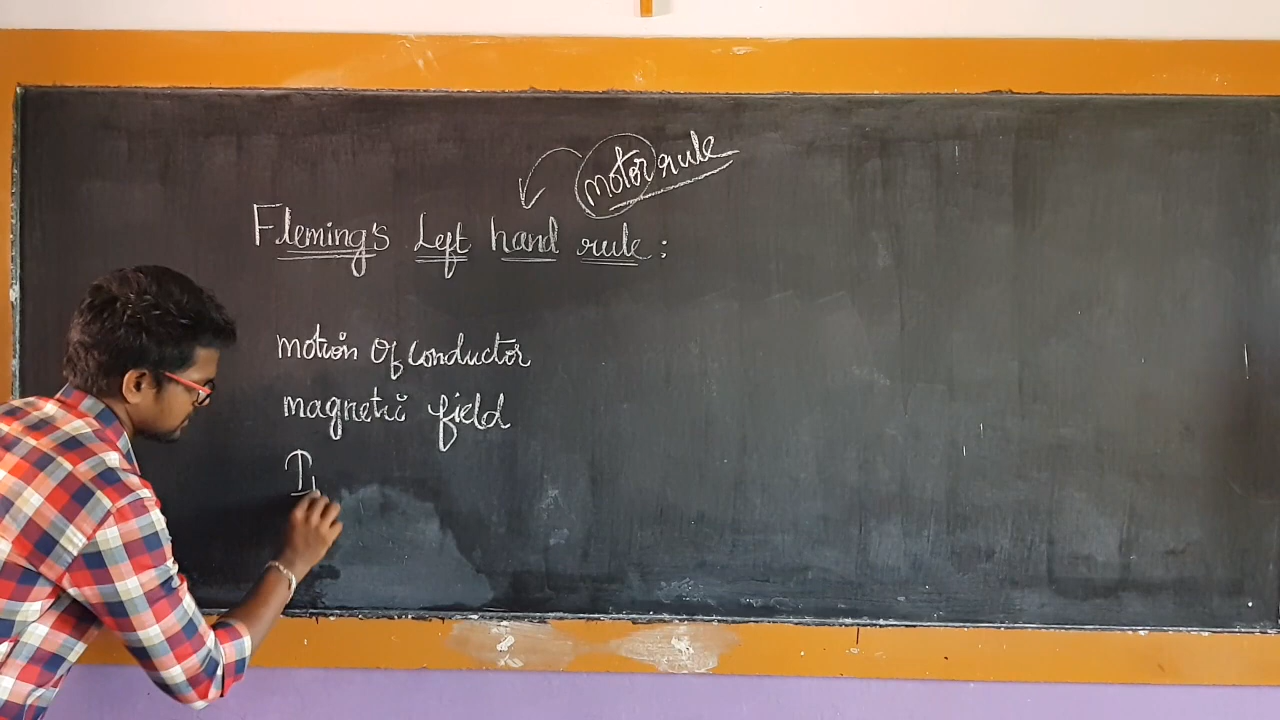 motor rule
Fleming's Left hand rule :
motion Of conductor
magnetic field
I